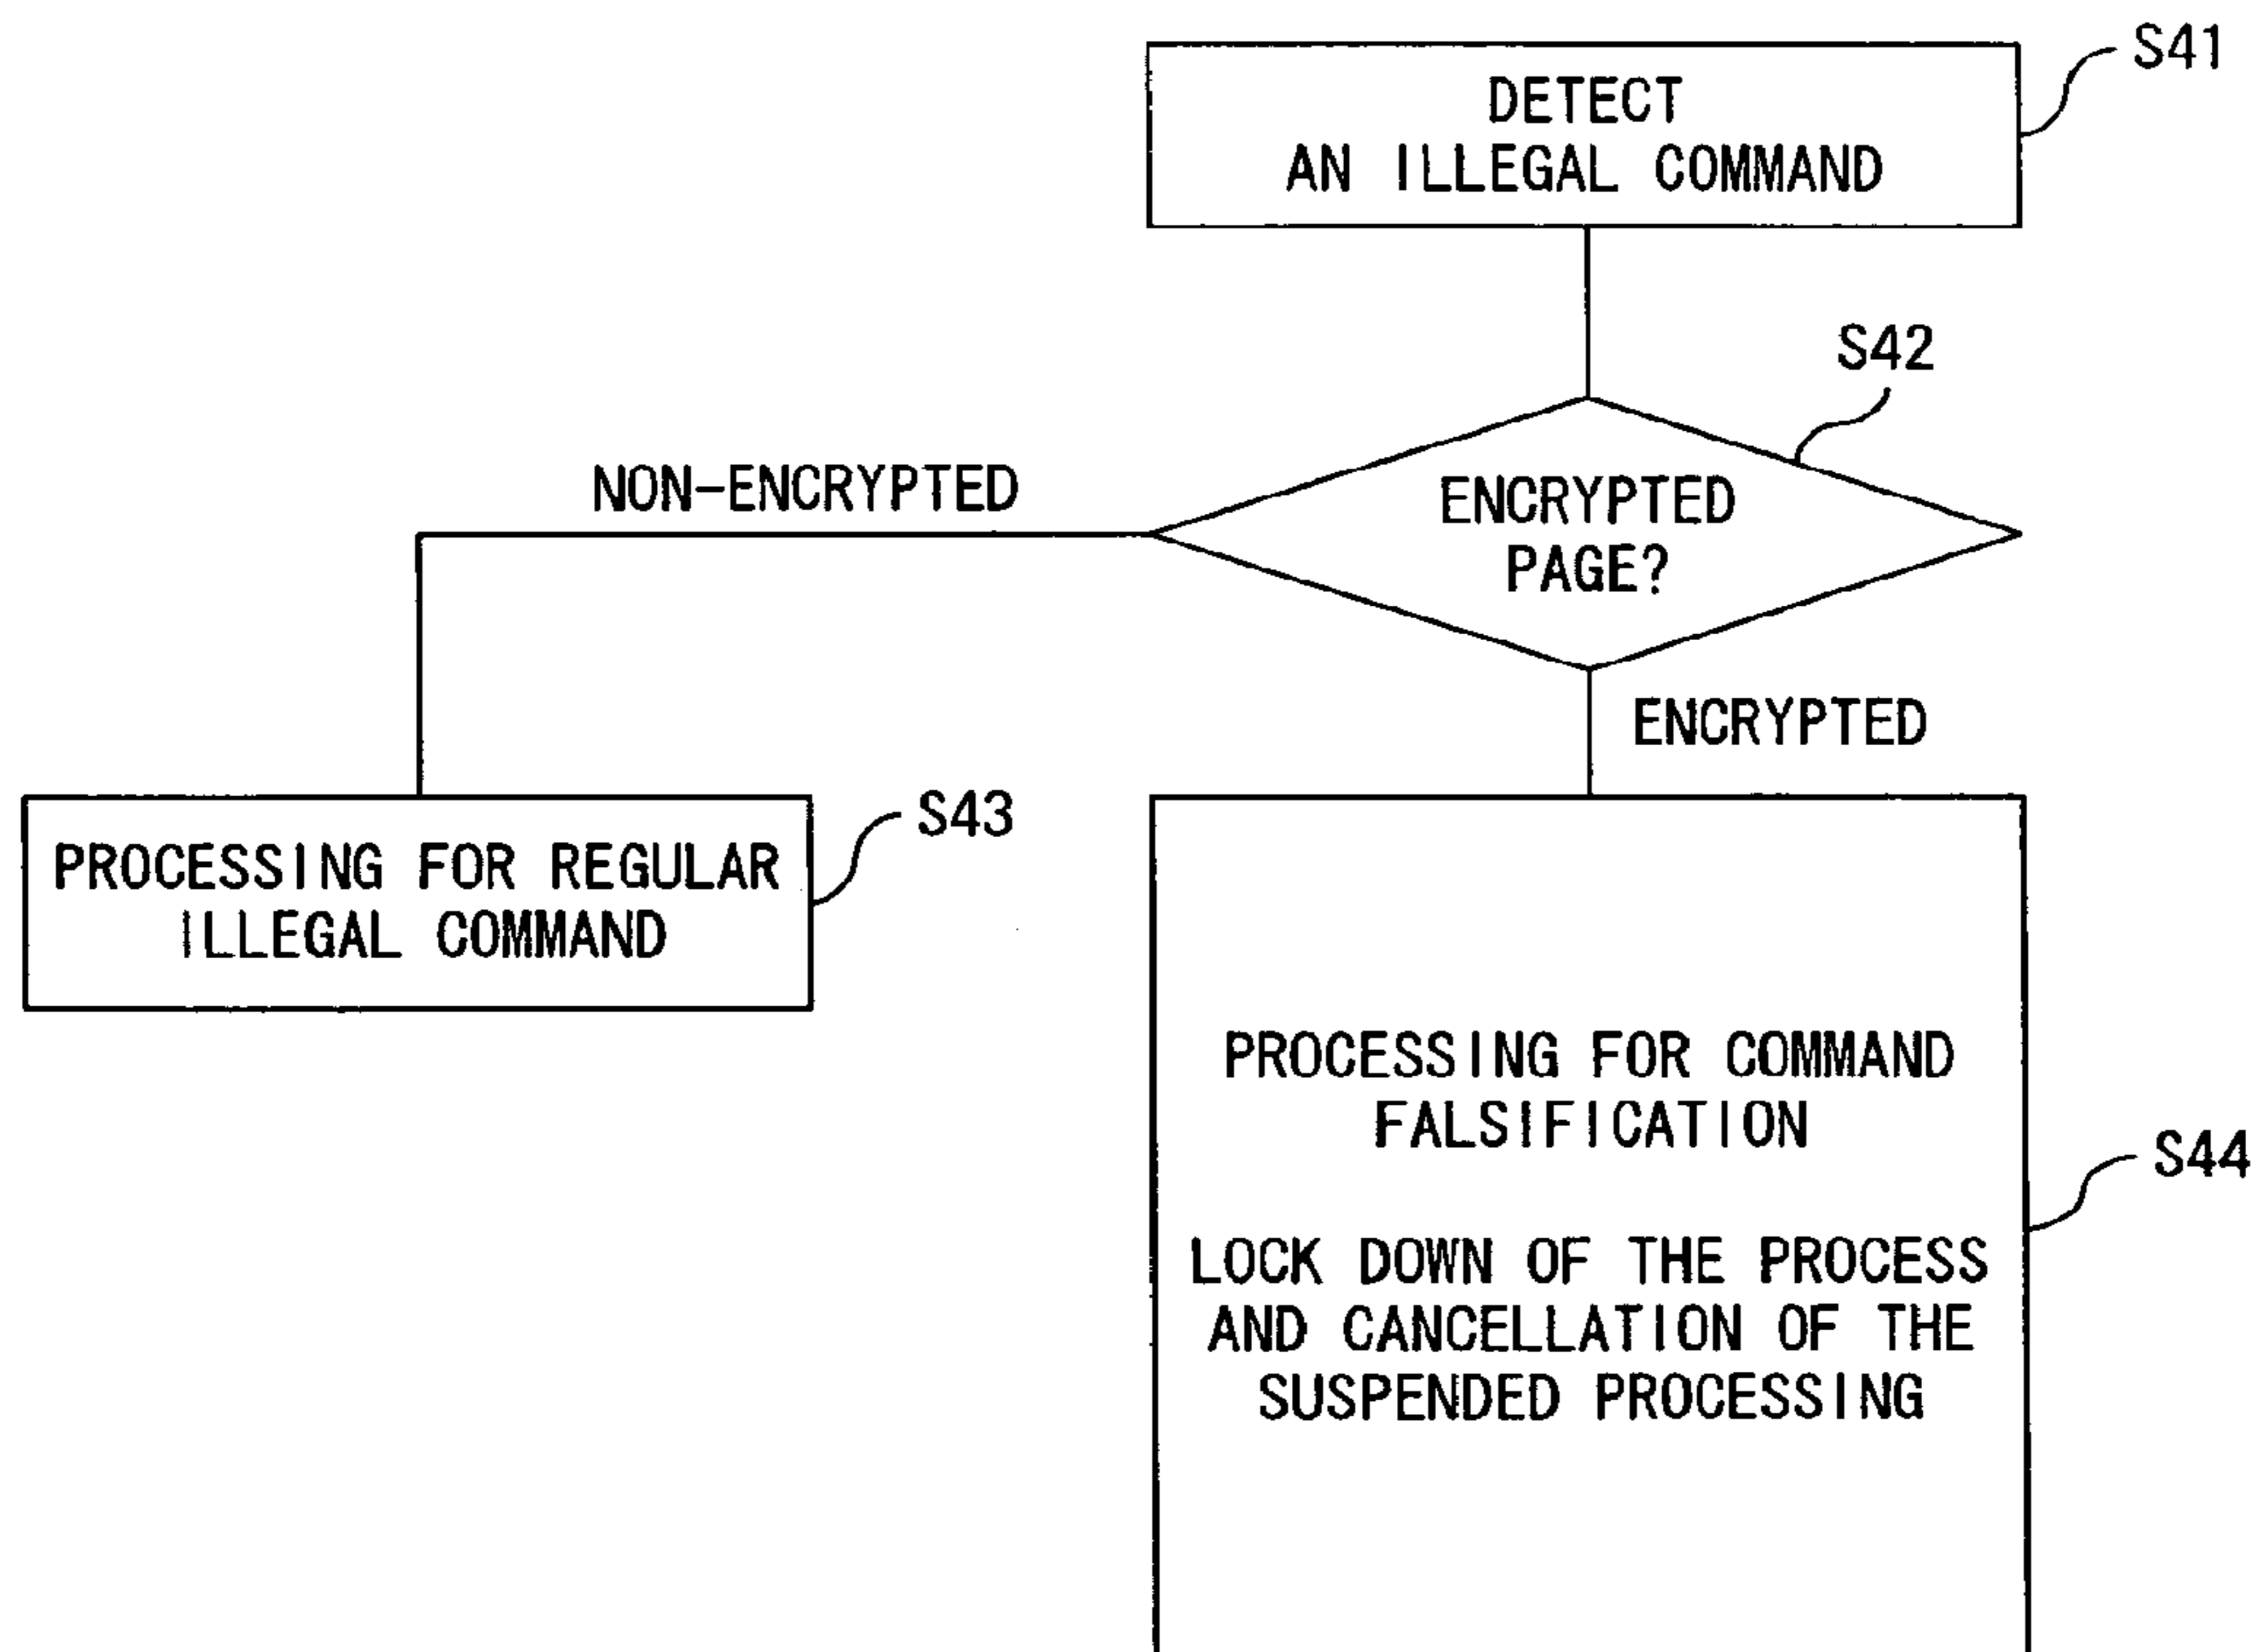 S41
DETECT
AN ILLEGAL COMMAND
S42
ENCRYPTED
PAGE?
NON-ENCRYPTED
ENCRYPTED
S43
PROCESSING FOR REGULAR
ILLEGAL COMMAND
S44
PROCESSING FOR COMMAND
FALSIFICATION
LOCK DOWN OF THE PROCESS
AND CANCELLATION OF THE
SUSPENDED PROCESSING